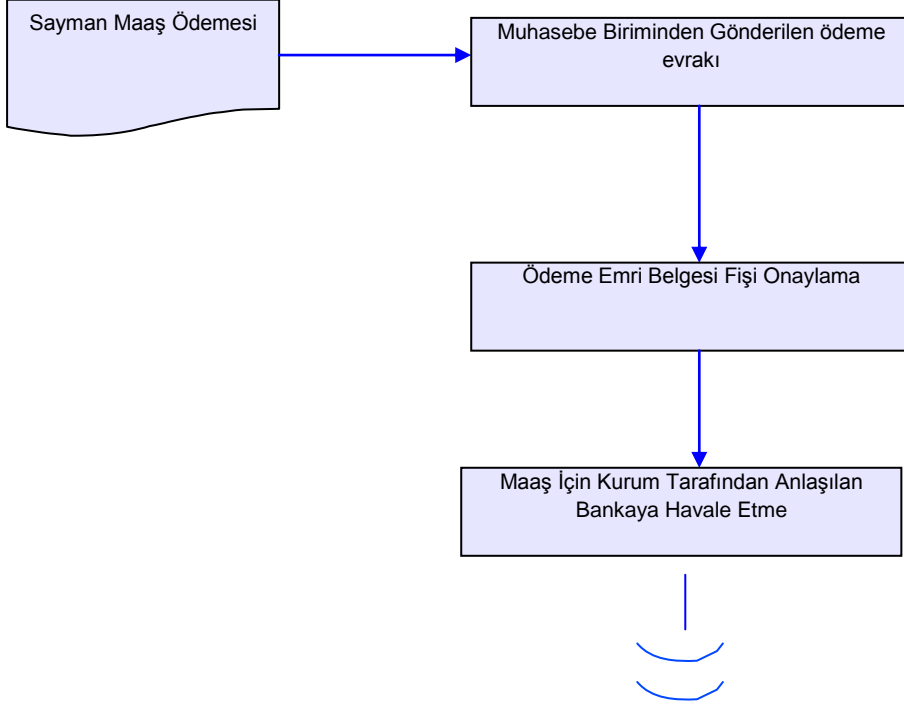 Sayman Maaş Ödemesi
Muhasebe Biriminden Gönderilen ödeme
evrakı
Ödeme Emri Belgesi Fişi Onaylama
Maaş İçin Kurum Tarafından Anlaşılan
Bankaya Havale Etme